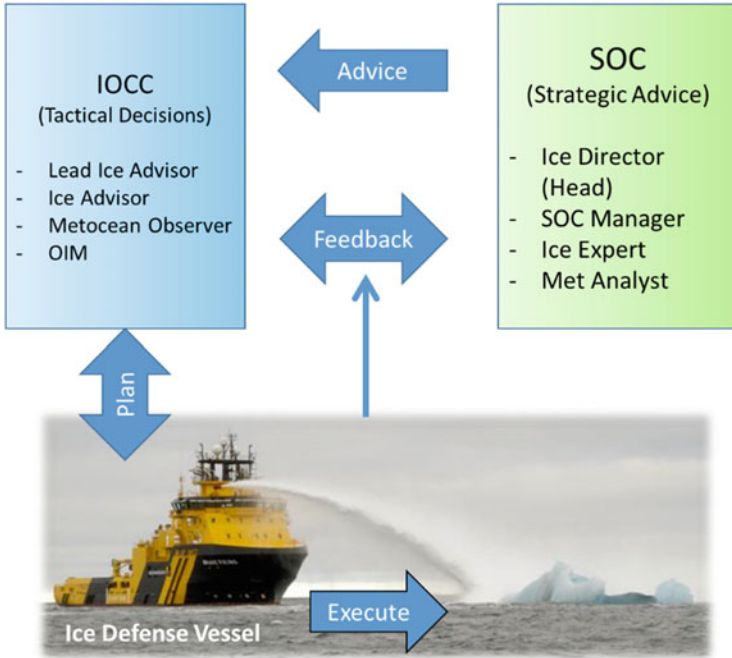 IOCC
(Tactical Decisions)
- Lead Ice Advisor
- Ice Advisor
- Metocean Observer
- OIM
Advice
Feedback
SOC
(Strategic Advice)
- Ice Director
(Head)
- SOC Manager
- Ice Expert
- Met Analyst
Plan
Ice Defense Vessel
Execute